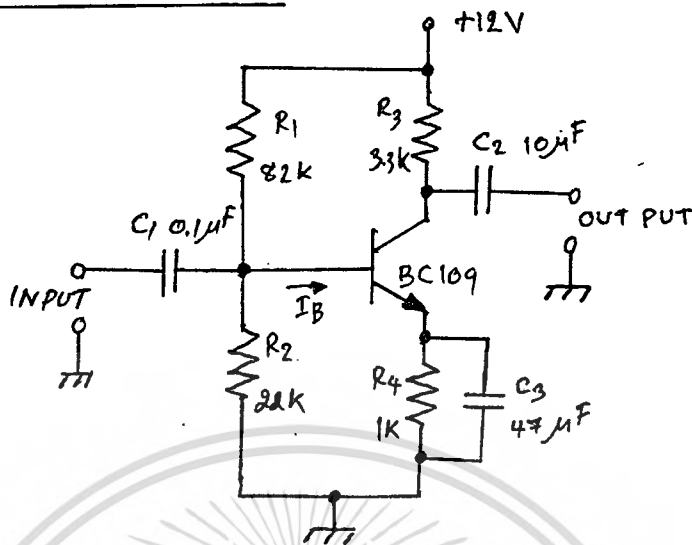 +12V
R1
82K
R3
3.3K
C2 10µF
C1 0.1µF
OUT PUT
INPUT
IB
BC109
R2
22K
R4
1K
C3
47µF